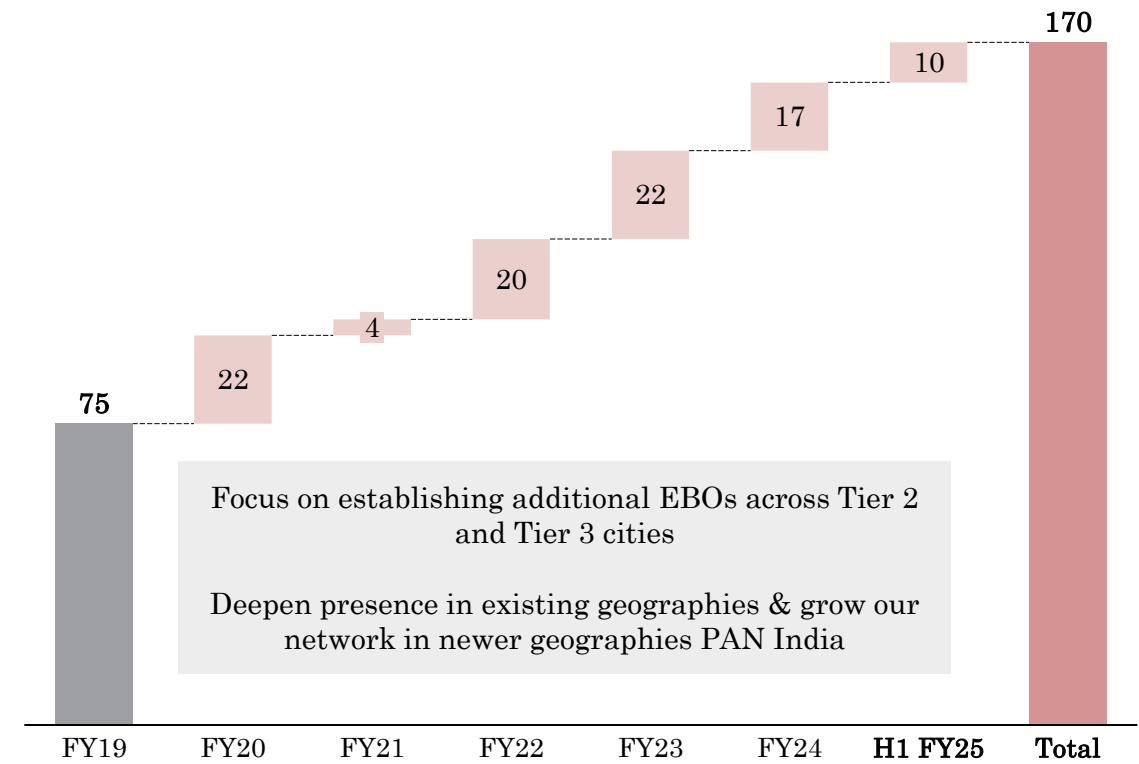 170
10
17
22
20
4
22
75
Focus on establishing additional EBOs across Tier 2
and Tier 3 cities
Deepen presence in existing geographies & grow our
network in newer geographies PAN India
FY19 FY20 FY21 FY22 FY23 FY24 H1 FY25 Total